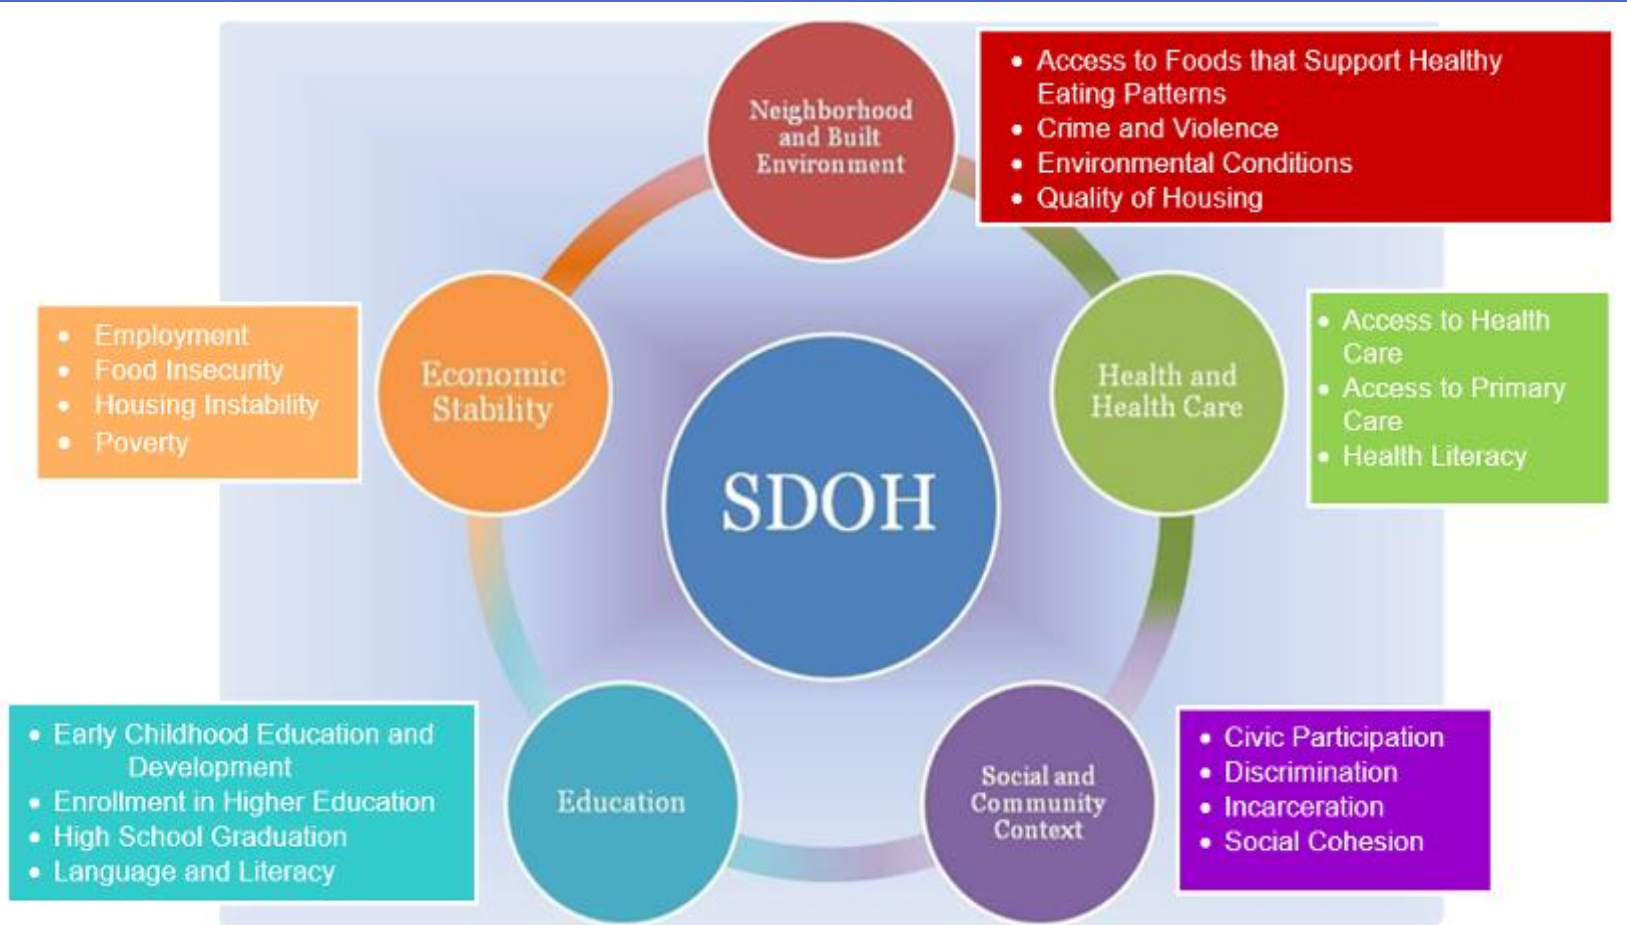 Neighborhood
and Built
Environment
• Access to Foods that Support Healthy
Eating Patterns
• Crime and Violence
• Environmental Conditions
• Quality of Housing
• Employment
• Food Insecurity
• Housing Instability
• Poverty
Economic
Stability
SDOH
Health and
Health Care
• Access to Health
Care
• Access to Primary
Care
• Health Literacy
• Early Childhood Education and
Development
• Enrollment in Higher Education
• High School Graduation
• Language and Literacy
Education
Social and
Community
Context
• Civic Participation
• Discrimination
• Incarceration
• Social Cohesion